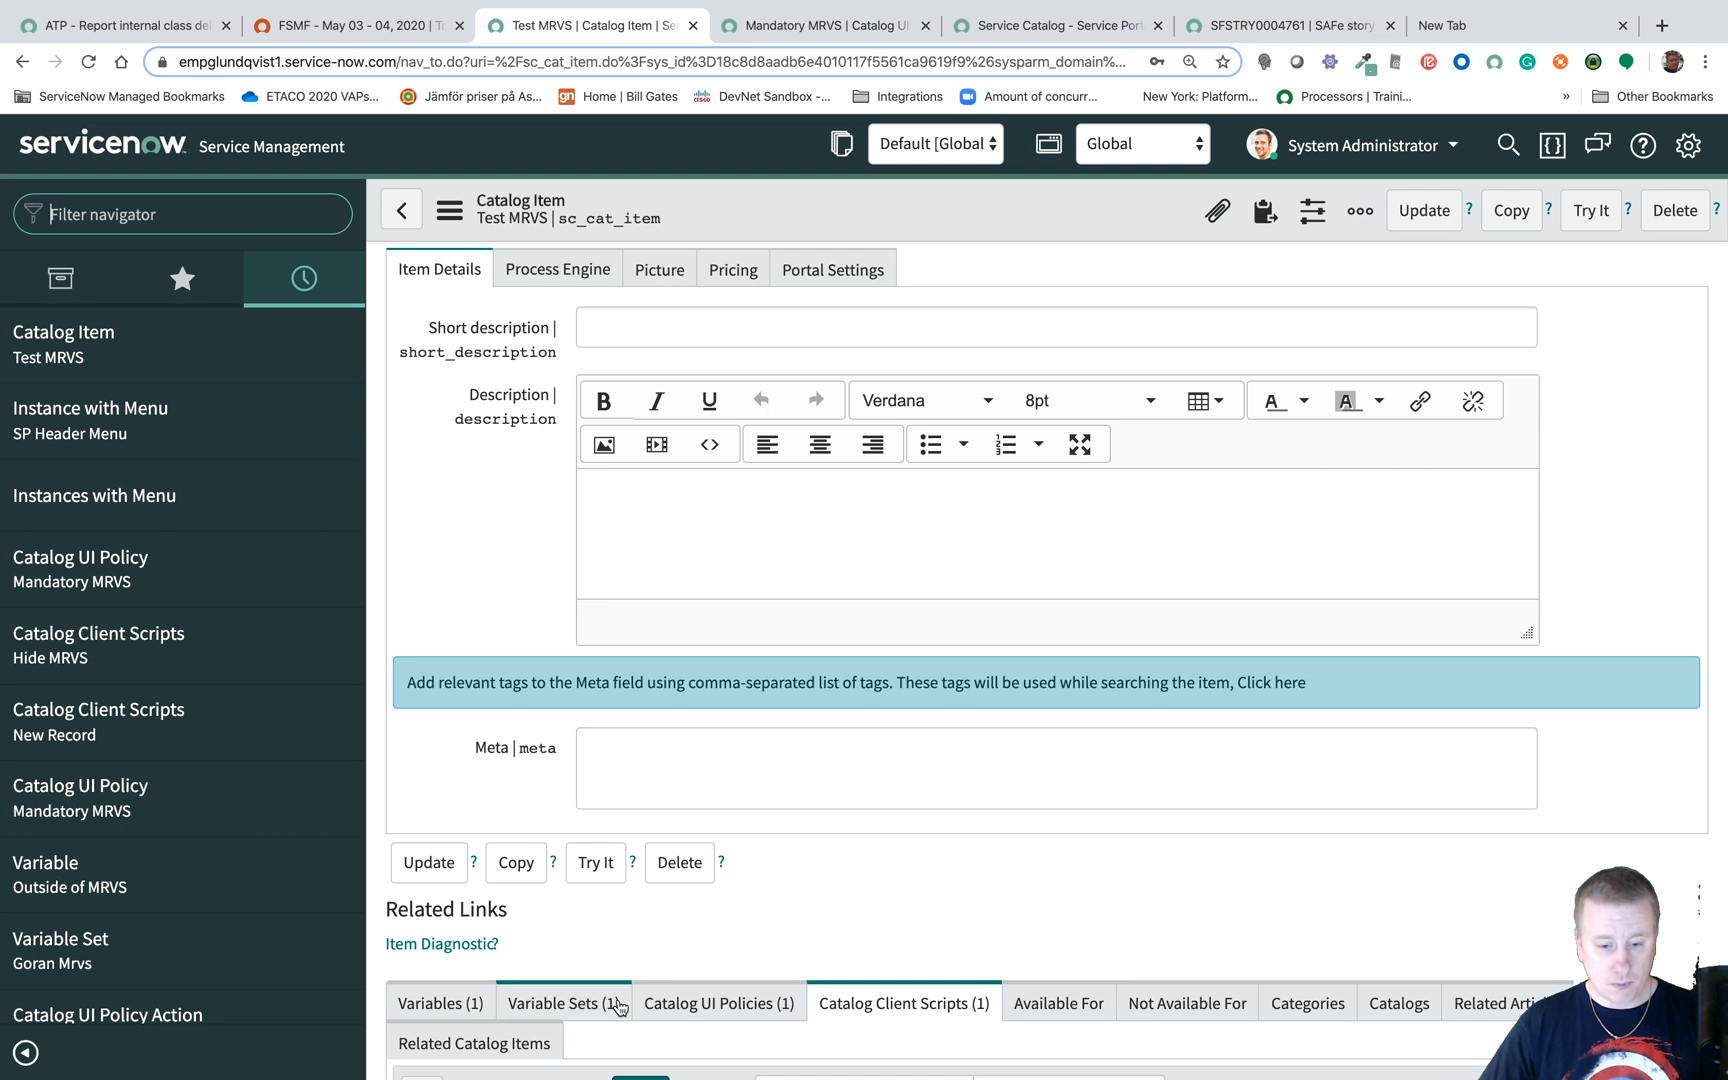 ATP - Report internal class de
FSMF - May 03 - 04, 2020 | T
Test MRVS | Catalog Item | Se
Mandatory MRVS | Catalog UI
Service Catalog - Service Port
SFSTRY0004761 | SAFe story
New Tab
empglundqvist1.service-now.com/nav_to.do?uri=%2Fsc_cat_item.do%3Fsys_id%3D18c8d8aadb6e4010117f5561ca9619f9%26sysparm_domain%...
ServiceNow Managed Bookmarks
ETACO 2020 VAPs...
Jämför priser på As...
Home | Bill Gates
DevNet Sandbox -...
Integrations
Amount of concurr...
New York: Platform...
Processors | Traini...
»
Other Bookmarks
servicenow Service Management
Default [Global
Global
System Administrator
Filter navigator
Catalog Item
Test MRVS
Instance with Menu
SP Header Menu
Instances with Menu
Catalog UI Policy
Mandatory MRVS
Catalog Client Scripts
Hide MRVS
Catalog Client Scripts
New Record
Catalog UI Policy
Mandatory MRVS
Variable
Outside of MRVS
Variable Set
Goran Mrvs
Catalog UI Policy Action
Catalog Item
Test MRVS | sc_cat_item
Update ? Copy ? Try It ? Delete ?
Item Details Process Engine Picture Pricing Portal Settings
Short description |
short_description
Description |
description
B I U Verdana 8pt A A
Add relevant tags to the Meta field using comma-separated list of tags. These tags will be used while searching the item, Click here
Meta | meta
Update ? Copy ? Try It ? Delete ?
Related Links
Item Diagnostic?
Variables (1) Variable Sets (1) Catalog UI Policies (1) Catalog Client Scripts (1) Available For Not Available For Categories Catalogs Related Arti
Related Catalog Items